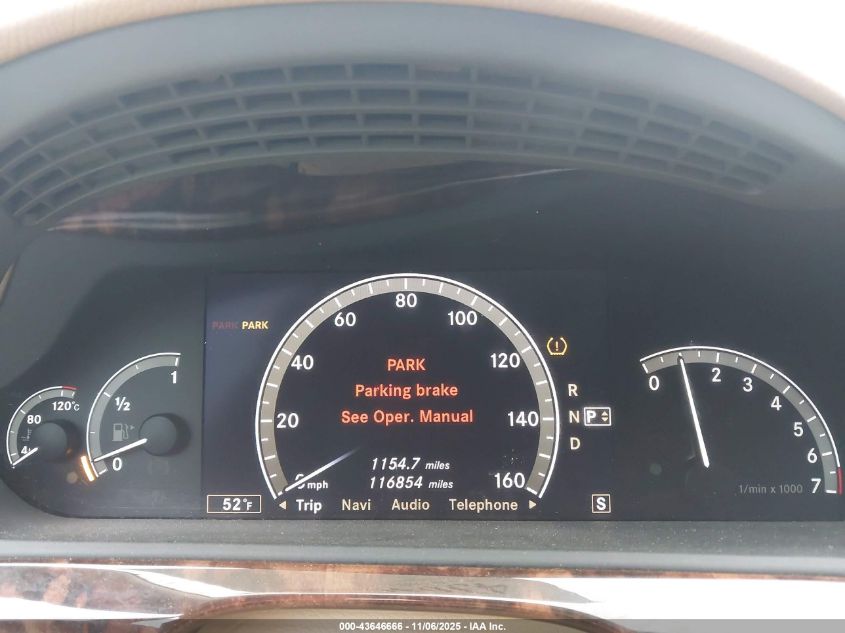 PARK PARK
80
60
100
40
120
20
140
0 mph
160
PARK
Parking brake
See Oper. Manual
1154.7 miles
116854 miles
52°F
Trip Navi Audio Telephone
S
R
N P
D
120°C
80
1
½
0
0
2
3
4
5
6
7
1/min x 1000
000-43646666 - 11/06/2025 - IAA Inc.